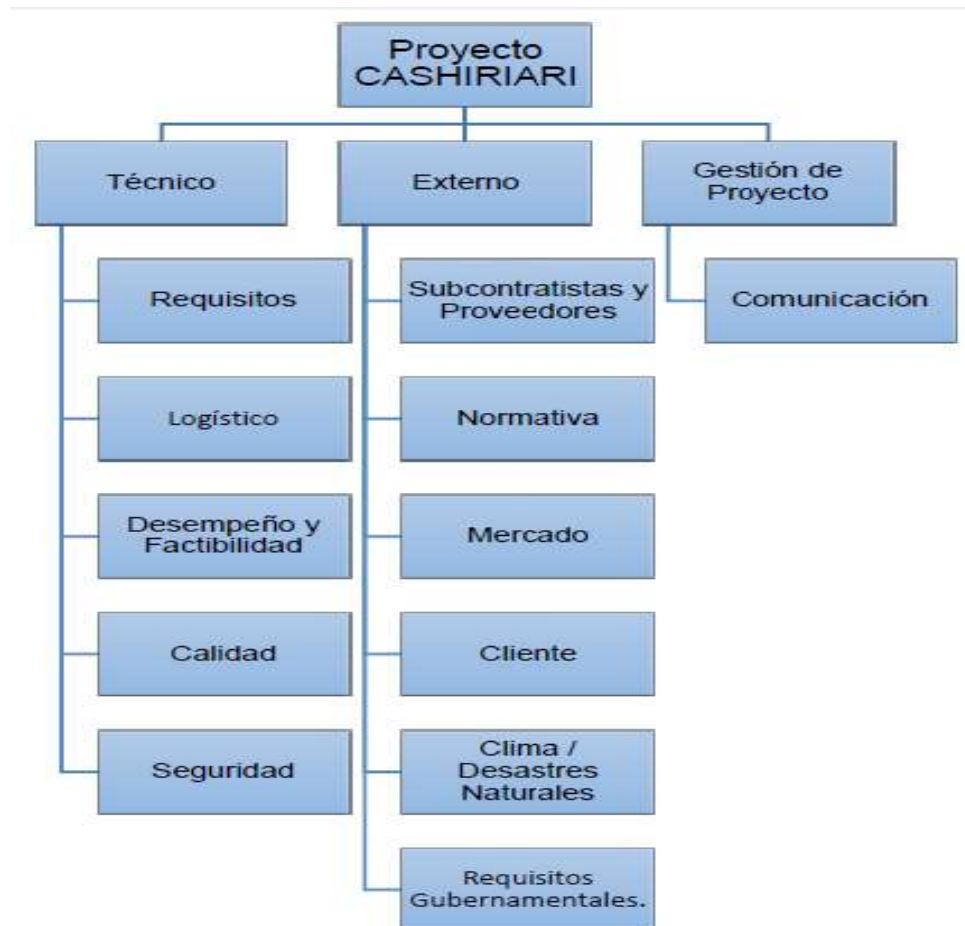 Proyecto
CASHIRIARI
Técnico
Externo
Gestión de
Proyecto
Requisitos
Subcontratistas y
Proveedores
Comunicación
Logístico
Normativa
Desempeño y
Factibilidad
Mercado
Calidad
Cliente
Seguridad
Clima /
Desastres
Naturales
Requisitos
Gubernamentales.